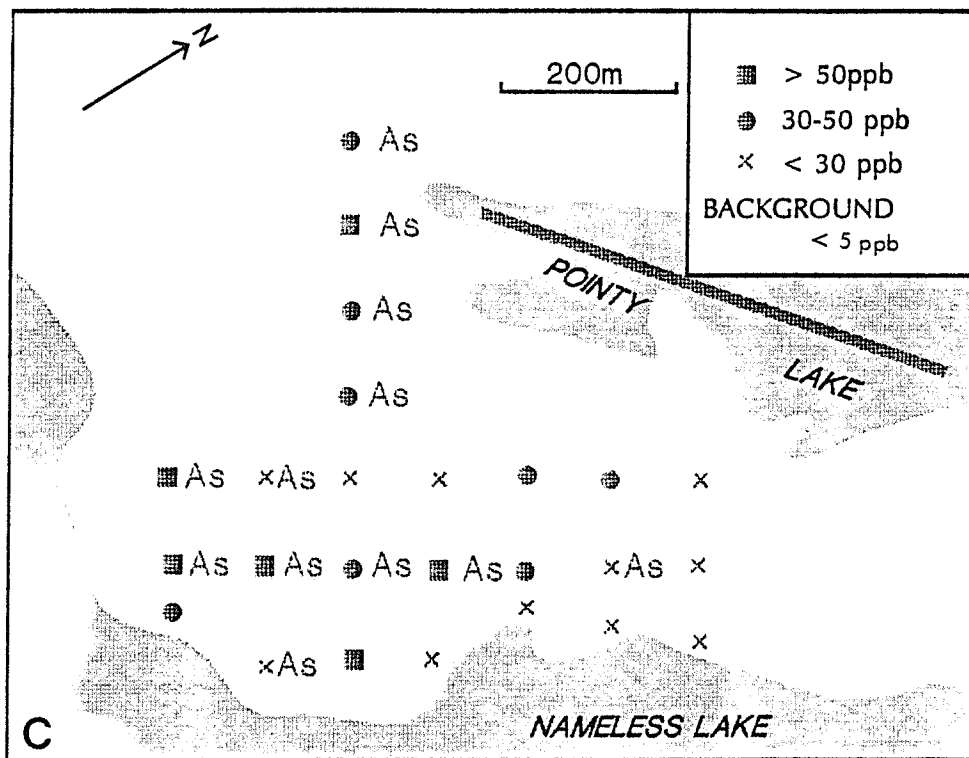 N
200m
> 50ppb
30-50 ppb
× < 30 ppb
BACKGROUND
< 5 ppb
As
As
POINTY
As
LAKE
As
As ×As × × ×
As As As As ×As ×
×
× ×
×As ×
NAMELESS LAKE
C